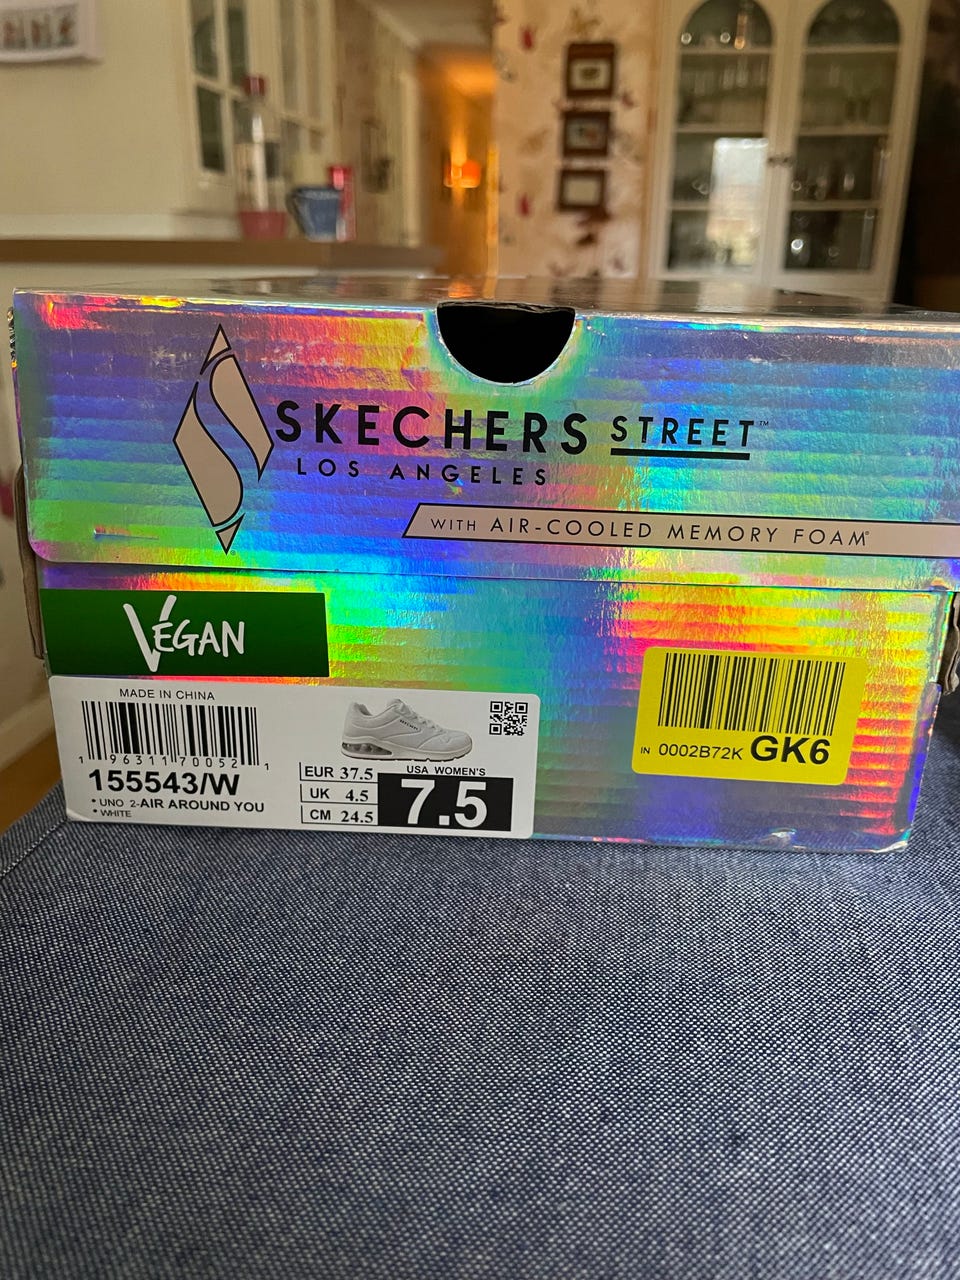 SKECHERS STREET™
LOS ANGELES
WITH AIR-COOLED MEMORY FOAM®
VEGAN
MADE IN CHINA
1 96311 70052 1
155543/W
• UNO 2-AIR AROUND YOU
• WHITE
EUR 37.5
UK 4.5
CM 24.5
USA WOMEN'S
7.5
IN 0002B72K GK6